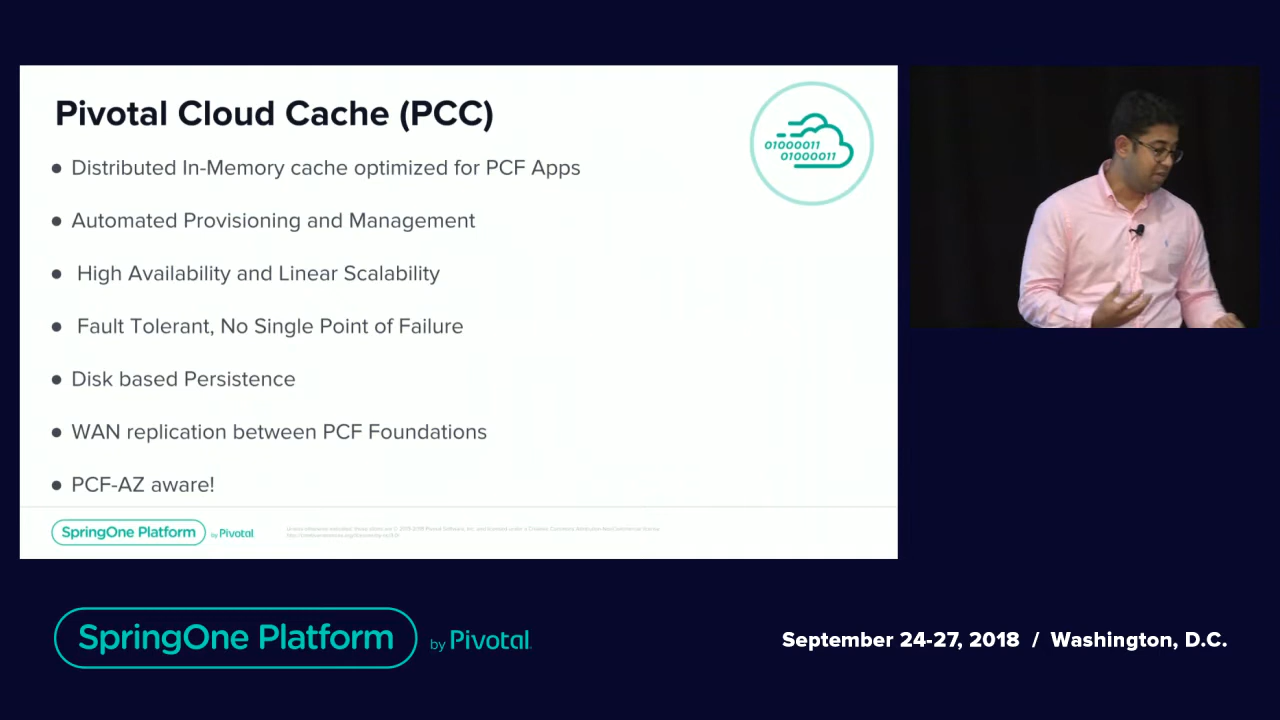 Pivotal Cloud Cache (PCC)
01000011
01000011
● Distributed In-Memory cache optimized for PCF Apps
● Automated Provisioning and Management
● High Availability and Linear Scalability
● Fault Tolerant, No Single Point of Failure
● Disk based Persistence
● WAN replication between PCF Foundations
● PCF-AZ aware!
SpringOne Platform by Pivotal
SpringOne Platform by Pivotal.
September 24-27, 2018 / Washington, D.C.